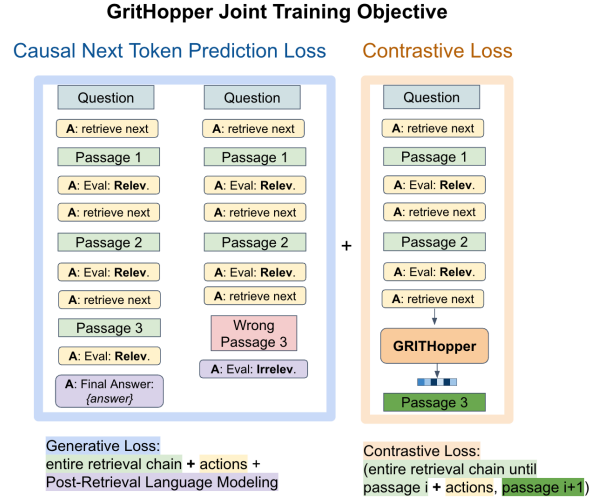 GritHopper Joint Training Objective
Causal Next Token Prediction Loss
Question
A: retrieve next
Passage 1
A: Eval: Relev.
A: retrieve next
Passage 2
A: Eval: Relev.
A: retrieve next
Passage 3
A: Eval: Relev.
A: Final Answer:
{answer}
Question
A: retrieve next
Passage 1
A: Eval: Relev.
A: retrieve next
Passage 2
A: Eval: Relev.
A: retrieve next
Wrong
Passage 3
A: Eval: Irrelev.
Generative Loss:
entire retrieval chain + actions +
Post-Retrieval Language Modeling
+
Contrastive Loss
Question
A: retrieve next
Passage 1
A: Eval: Relev.
A: retrieve next
Passage 2
A: Eval: Relev.
A: retrieve next
GRITHopper
Passage 3
Contrastive Loss:
(entire retrieval chain until
passage i + actions, passage i+1)